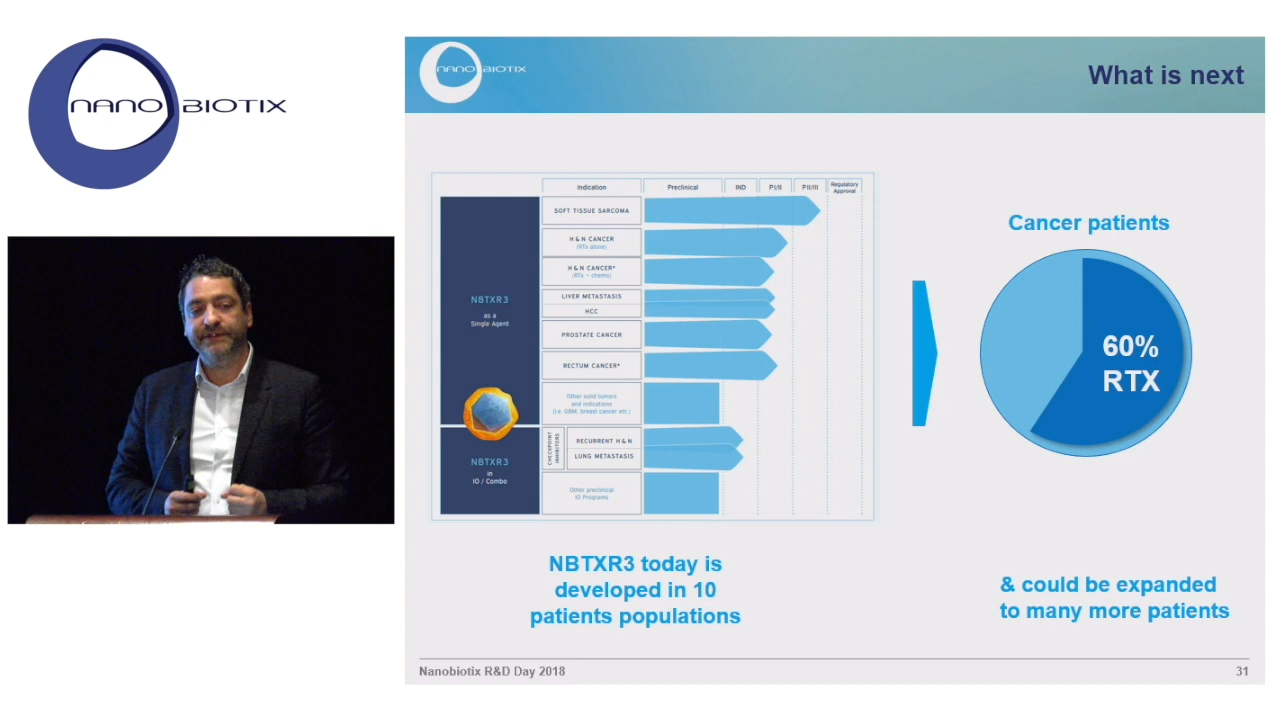 NANOBIOTIX
NANOBIOTIX
What is next
Indication
Preclinical
IND
PI/II
PII/III
Regulatory
Approval
SOFT TISSUE SARCOMA
H & N CANCER
(RTx alone)
H & N CANCER*
(RTx + chemo)
LIVER METASTASIS
HCC
PROSTATE CANCER
RECTUM CANCER*
Other solid tumors
and indications
(i.e. GBM, breast cancer etc.)
NBTXR3
as a
Single Agent
CHECKPOINT
INHIBITORS
RECURRENT H & N
LUNG METASTASIS
Other preclinical
IO Programs
NBTXR3
in
IO / Combo
Cancer patients
60%
RTX
NBTXR3 today is
developed in 10
patients populations
& could be expanded
to many more patients
Nanobiotix R&D Day 2018
31